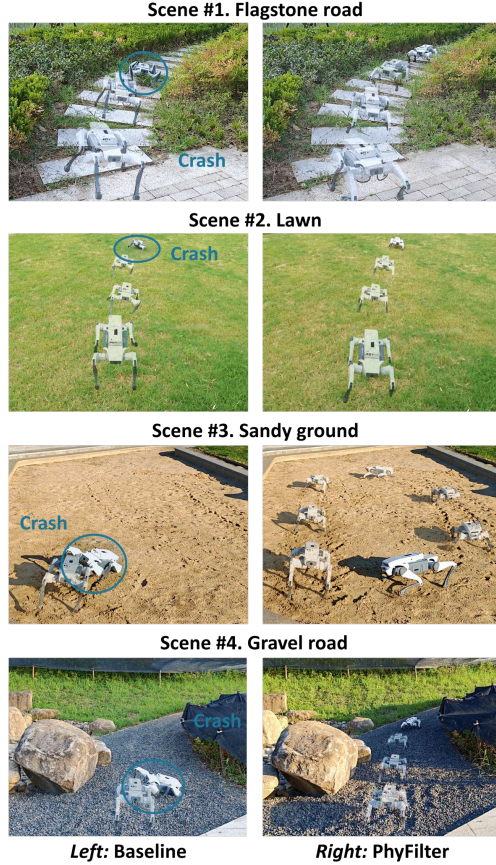 Scene #1. Flagstone road
Crash
Scene #2. Lawn
Crash
Scene #3. Sandy ground
Crash
Scene #4. Gravel road
Crash
Left: Baseline
Right: PhyFilter